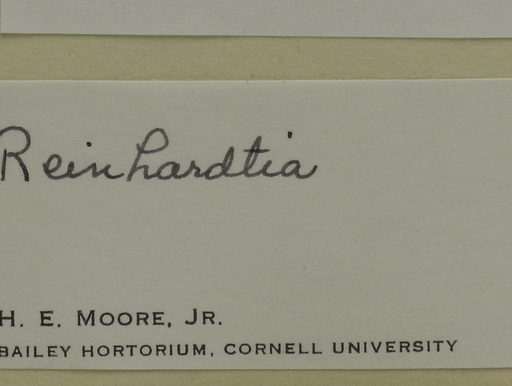 Reinhardtia
H. E. MOORE, JR.
BAILEY HORTORIUM, CORNELL UNIVERSITY